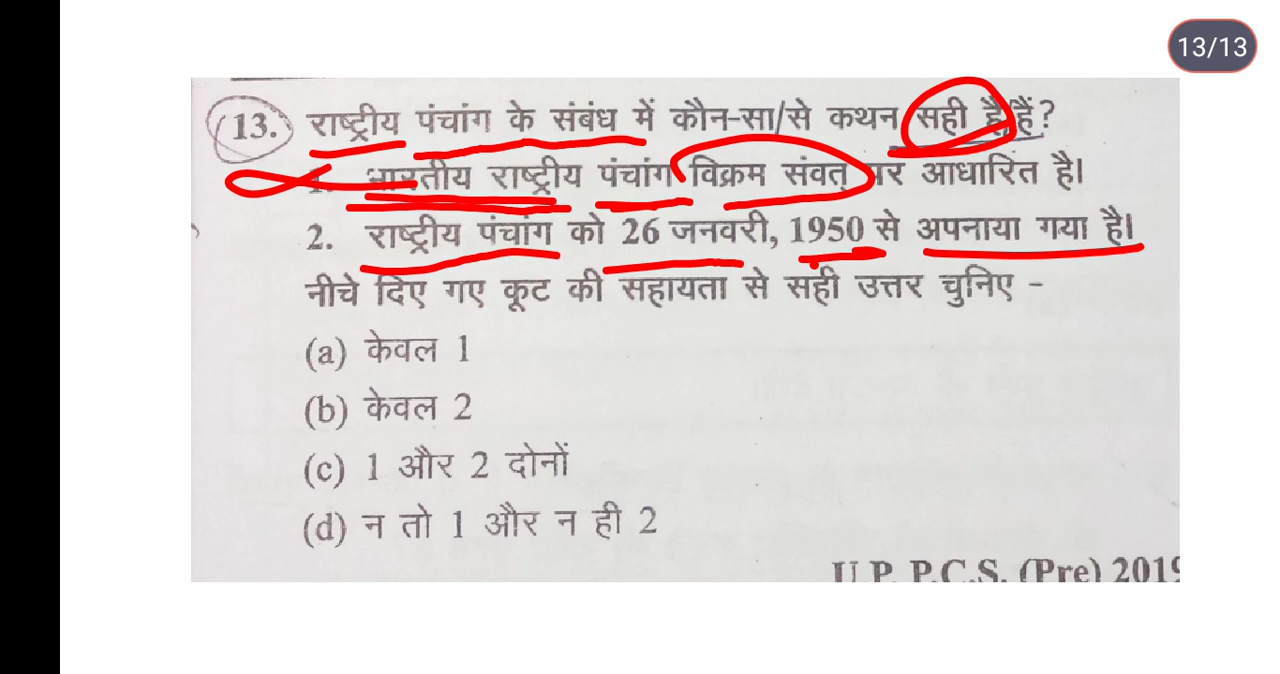 13/13
13. राष्ट्रीय पंचांग के संबंध में कौन-सा/से कथन सही है/हैं?
1. भारतीय राष्ट्रीय पंचांग विक्रम संवत् पर आधारित है।
2. राष्ट्रीय पंचांग को 26 जनवरी, 1950 से अपनाया गया है।
नीचे दिए गए कूट की सहायता से सही उत्तर चुनिए -
(a) केवल 1
(b) केवल 2
(c) 1 और 2 दोनों
(d) न तो 1 और न ही 2
U.P. P.C.S. (Pre) 2019